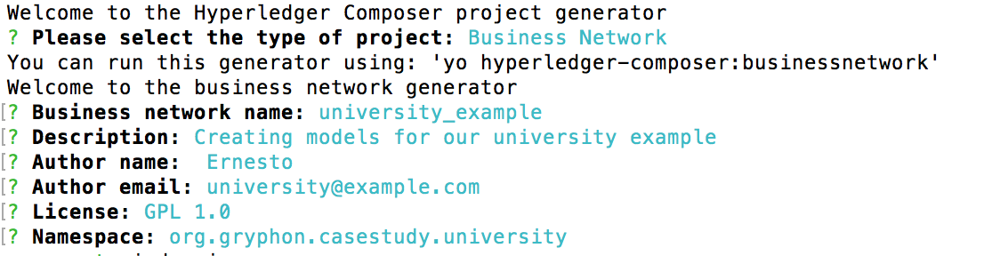 Welcome to the Hyperledger Composer project generator
? Please select the type of project: Business Network
You can run this generator using: 'yo hyperledger-composer:businessnetwork'
Welcome to the business network generator
[? Business network name: university_example
[? Description: Creating models for our university example
[? Author name:  Ernesto
[? Author email: university@example.com
[? License: GPL 1.0
[? Namespace: org.gryphon.casestudy.university